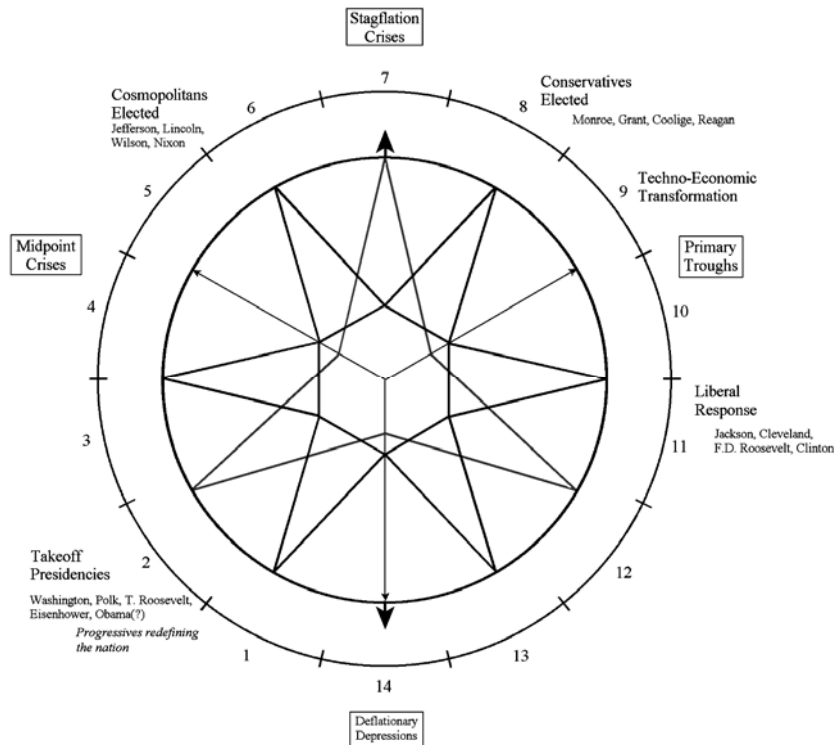 Stagflation
Crises
7
6
8
Cosmopolitans
Elected
Jefferson, Lincoln,
Wilson, Nixon
Conservatives
Elected
Monroe, Grant, Coolige, Reagan
5
9
Techno-Economic
Transformation
Midpoint
Crises
Primary
Troughs
4
10
3
Liberal
Response
11
Jackson, Cleveland,
F.D. Roosevelt, Clinton
2
12
Takeoff
Presidencies
Washington, Polk, T. Roosevelt,
Eisenhower, Obama(?)
Progressives redefining
the nation
1
13
14
Deflationary
Depressions